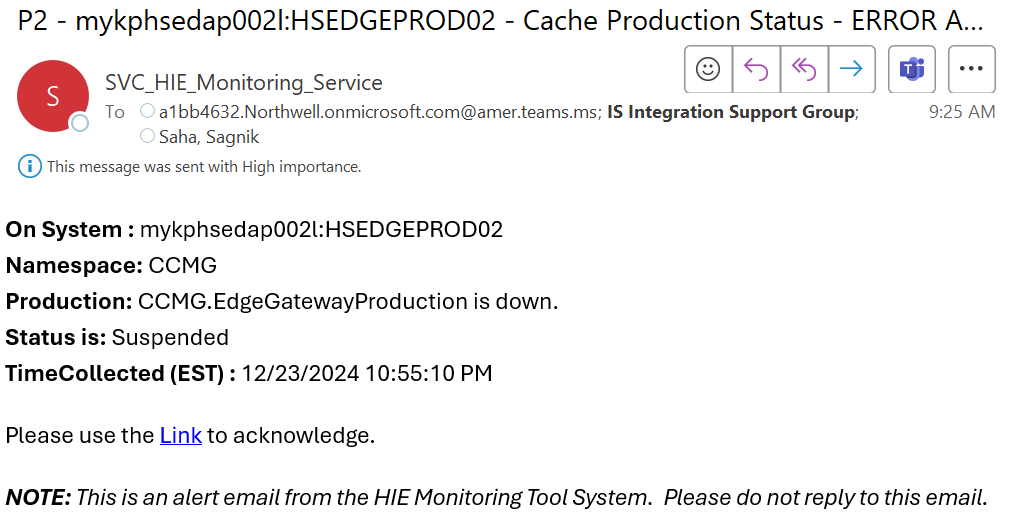 P2 - mykphsedap002l:HSEDGEPROD02 - Cache Production Status - ERROR A...
S
SVC_HIE_Monitoring_Service
To a1bb4632.Northwell.onmicrosoft.com@amer.teams.ms; IS Integration Support Group; 9:25 AM
Saha, Sagnik
This message was sent with High importance.
On System : mykphsedap002l:HSEDGEPROD02
Namespace: CCMG
Production: CCMG.EdgeGatewayProduction is down.
Status is: Suspended
TimeCollected (EST) : 12/23/2024 10:55:10 PM
Please use the Link to acknowledge.
NOTE: This is an alert email from the HIE Monitoring Tool System.  Please do not reply to this email.